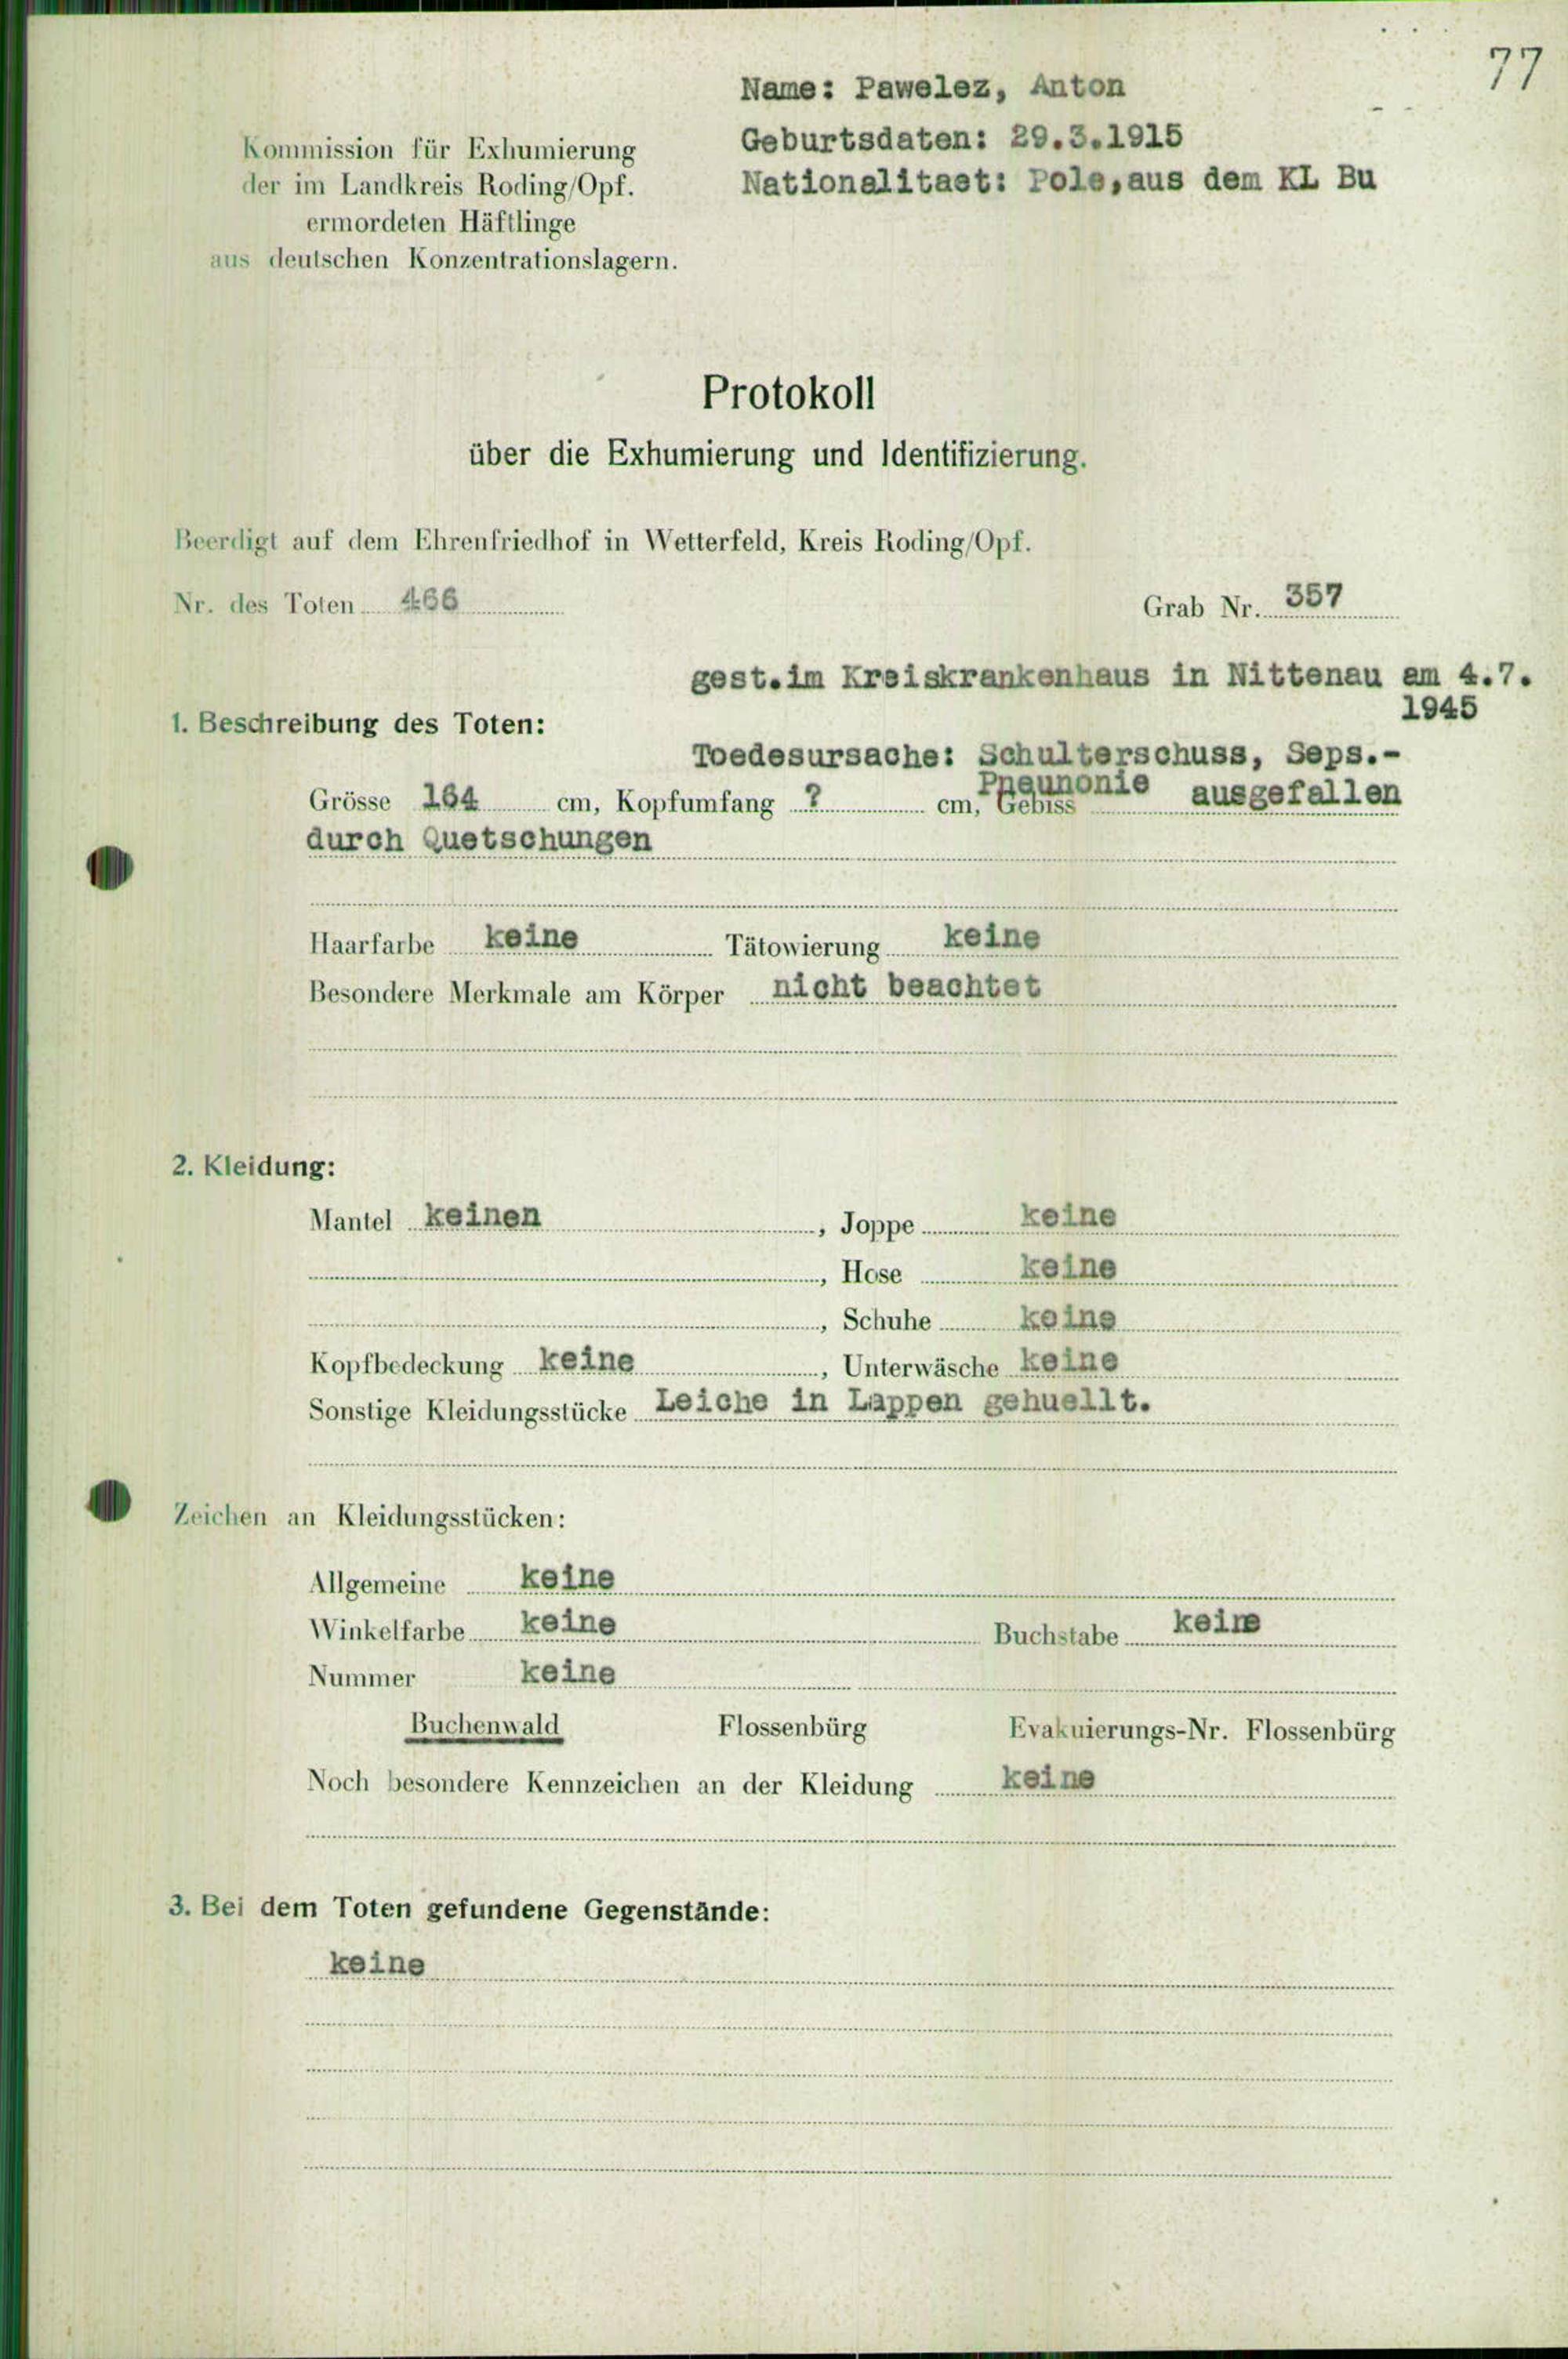 77
Name: Pawelez, Anton
Geburtsdaten: 29.3.1915
Nationalitaet: Pole,aus dem KL Bu
Kommission für Exhumierung
der im Landkreis Roding/Opf.
ermordeten Häftlinge
aus deutschen Konzentrationslagern.
Protokoll
über die Exhumierung und Identifizierung.
Beerdigt auf dem Ehrenfriedhof in Wetterfeld, Kreis Roding/Opf.
Nr. des Toten 466 Grab Nr. 357
gest.im Kreiskrankenhaus in Nittenau am 4.7.
1945
1. Beschreibung des Toten:
Toedesursache: Schulterschuss, Seps.-
Pneunonie
Grösse 164 cm, Kopfumfang ? cm, Gebiss ausgefallen
durch Quetschungen
Haarfarbe keine Tätowierung keine
Besondere Merkmale am Körper nicht beachtet
2. Kleidung:
Mantel keinen , Joppe keine
, Hose keine
, Schuhe keine
Kopfbedeckung keine , Unterwäsche keine
Sonstige Kleidungsstücke Leiche in Lappen gehuellt.
Zeichen an Kleidungsstücken:
Allgemeine keine
Winkelfarbe keine Buchstabe keine
Nummer keine
Buchenwald Flossenbürg Evakuierungs-Nr. Flossenbürg
Noch besondere Kennzeichen an der Kleidung keine
3. Bei dem Toten gefundene Gegenstände:
keine